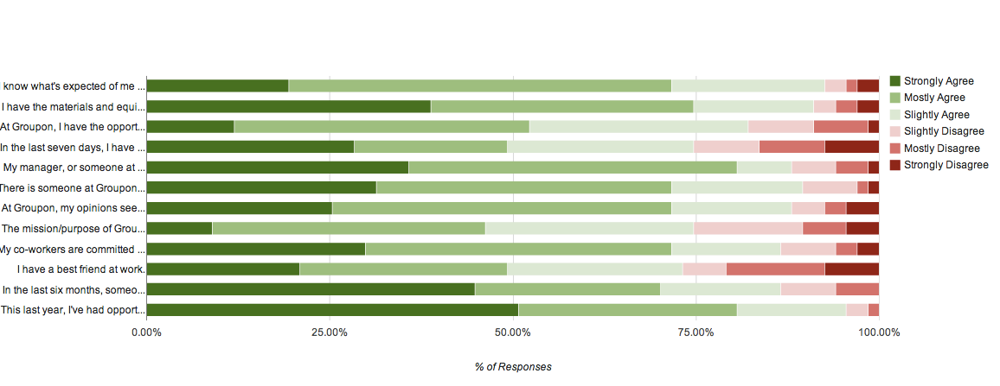 know what's expected of me ...
I have the materials and equi...
At Groupon, I have the opport...
In the last seven days, I have ...
My manager, or someone at ...
There is someone at Groupon...
At Groupon, my opinions see...
The mission/purpose of Grou...
My co-workers are committed ...
I have a best friend at work.
In the last six months, someo...
This last year, I've had opport...
0.00%
25.00%
50.00%
75.00%
100.00%
% of Responses
Strongly Agree
Mostly Agree
Slightly Agree
Slightly Disagree
Mostly Disagree
Strongly Disagree